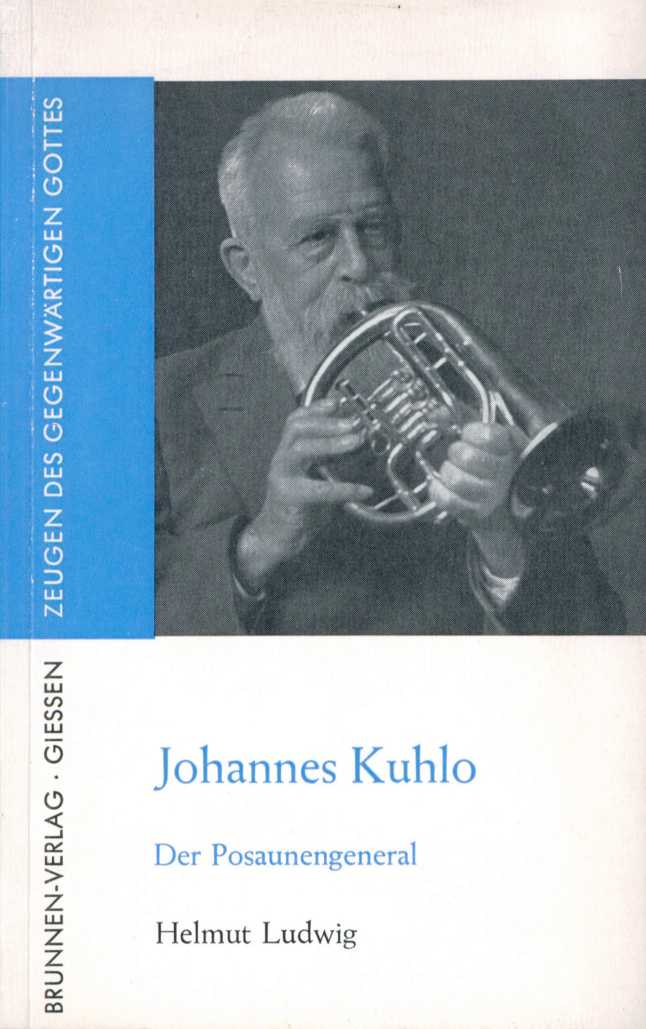 ZEUGEN DES GEGENWÄRTIGEN GOTTES
BRUNNEN-VERLAG · GIESSEN
Johannes Kuhlo
Der Posaunengeneral
Helmut Ludwig